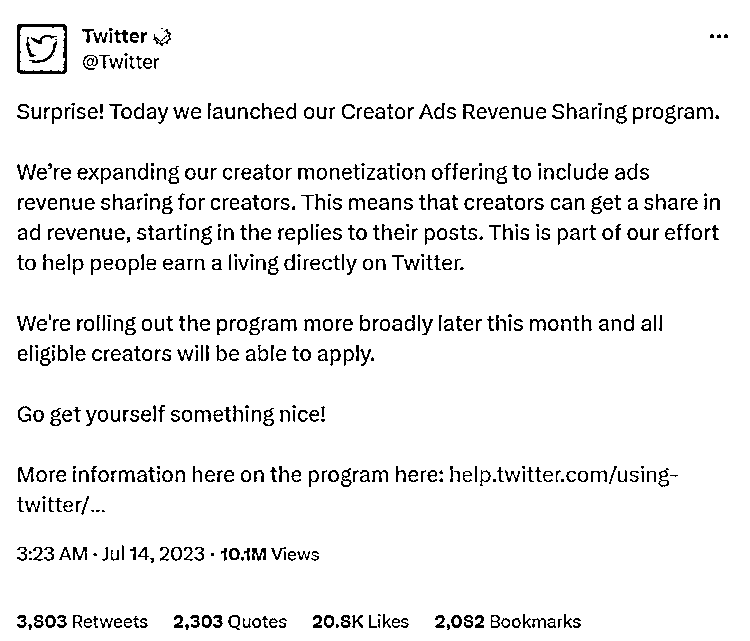 Twitter
@Twitter
Surprise! Today we launched our Creator Ads Revenue Sharing program.
We’re expanding our creator monetization offering to include ads
revenue sharing for creators. This means that creators can get a share in
ad revenue, starting in the replies to their posts. This is part of our effort
to help people earn a living directly on Twitter.
We're rolling out the program more broadly later this month and all
eligible creators will be able to apply.
Go get yourself something nice!
More information here on the program here: help.twitter.com/using-
twitter/...
3:23 AM · Jul 14, 2023 · 10.1M Views
3,803 Retweets 2,303 Quotes 20.8K Likes 2,082 Bookmarks